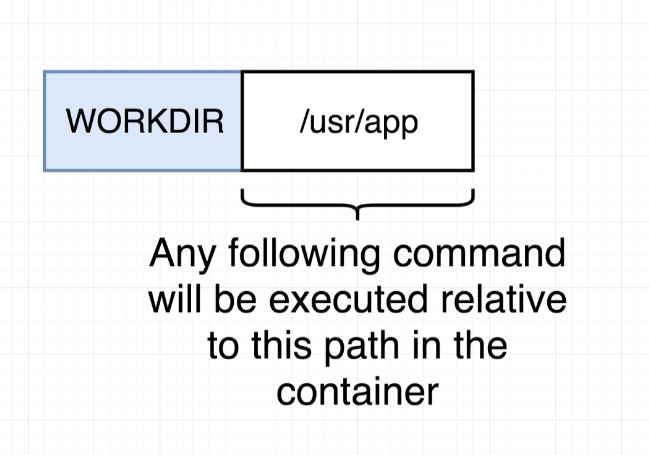 WORKDIR /usr/app
Any following command
will be executed relative
to this path in the
container